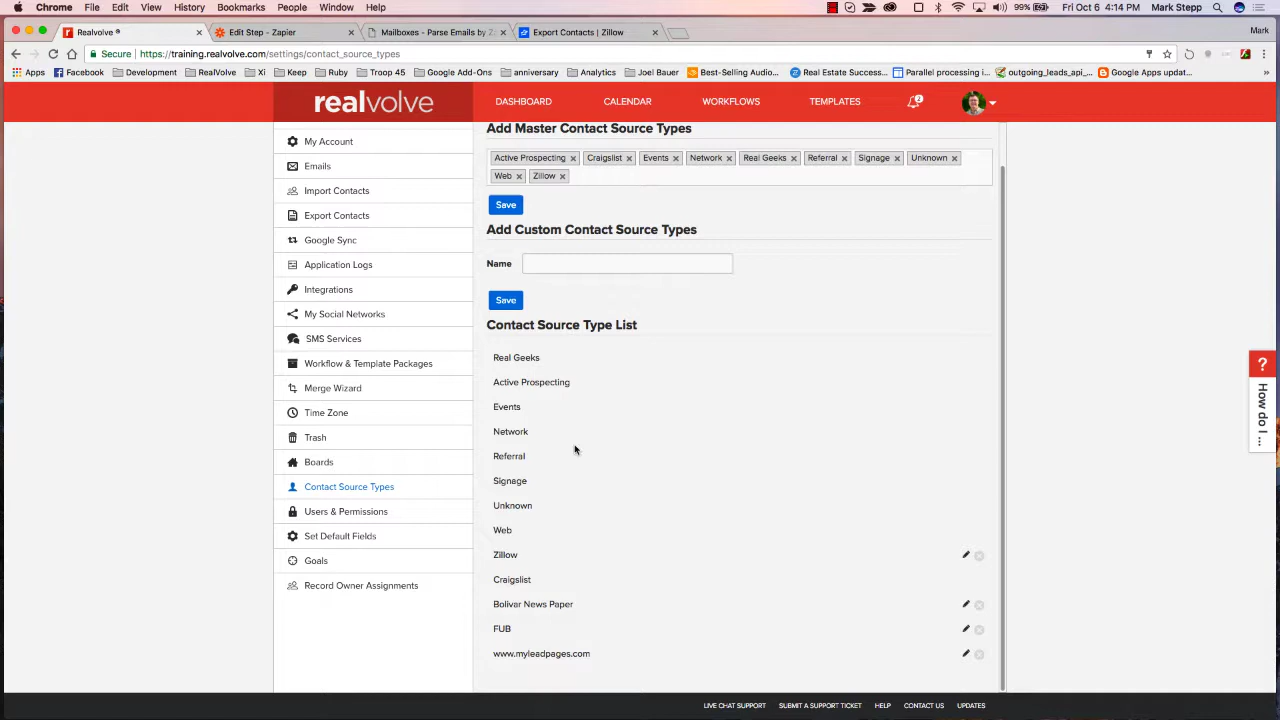 Chrome File Edit View History Bookmarks People Window Help 99% Fri Oct 6 4:14 PM Mark Stepp
Realvolve ® Edit Step - Zapier Mailboxes - Parse Emails by Z Export Contacts | Zillow Mark
Secure https://training.realvolve.com/settings/contact_source_types
Apps Facebook Development RealVolve Xi Keep Ruby Troop 45 Google Add-Ons anniversary Analytics Joel Bauer Best-Selling Audio... Real Estate Success... Parallel processing i... outgoing_leads_api_... Google Apps updat... »
realvolve DASHBOARD CALENDAR WORKFLOWS TEMPLATES 2
My Account
Emails
Import Contacts
Export Contacts
Google Sync
Application Logs
Integrations
My Social Networks
SMS Services
Workflow & Template Packages
Merge Wizard
Time Zone
Trash
Boards
Contact Source Types
Users & Permissions
Set Default Fields
Goals
Record Owner Assignments
Add Master Contact Source Types
Active Prospecting × Craigslist × Events × Network × Real Geeks × Referral × Signage × Unknown ×
Web × Zillow ×
Save
Add Custom Contact Source Types
Name
Save
Contact Source Type List
Real Geeks
Active Prospecting
Events
Network
Referral
Signage
Unknown
Web
Zillow
Craigslist
Bolivar News Paper
FUB
www.myleadpages.com
? How do I ...
LIVE CHAT SUPPORT SUBMIT A SUPPORT TICKET HELP CONTACT US UPDATES